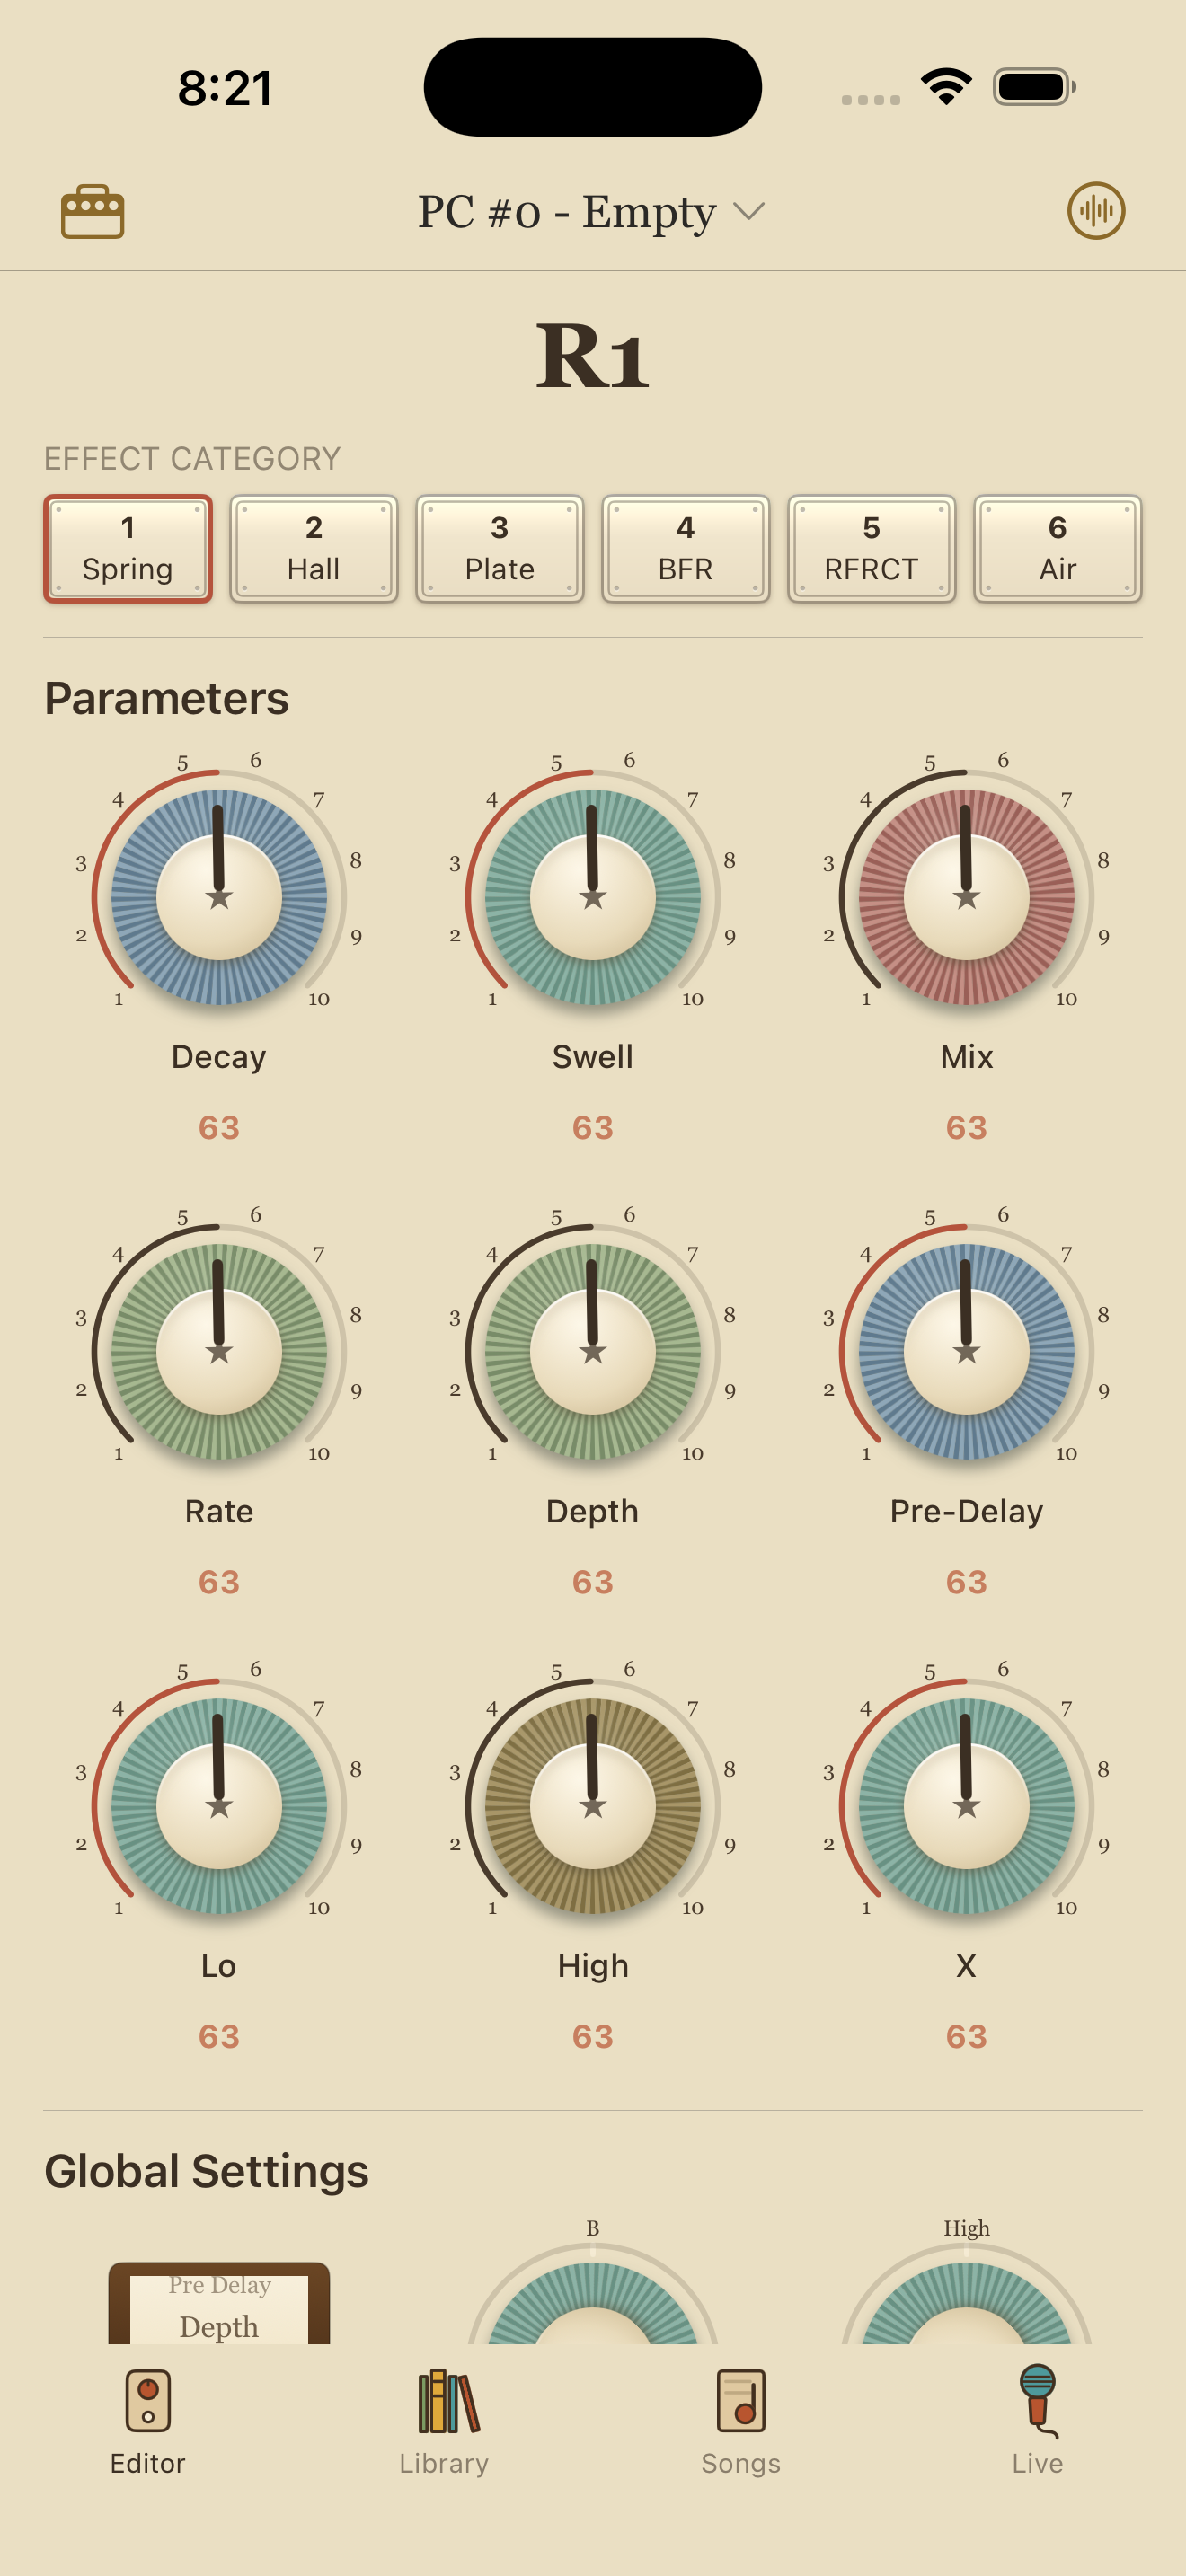 8:21
PC #0 - Empty
R1
EFFECT CATEGORY
1 2 3 4 5 6
Spring Hall Plate BFR RFRCT Air
Parameters
5 6 5 6 5 6
4 7 4 7 4 7
3 8 3 8 3 8
2 9 2 9 2 9
1 10 1 10 1 10
Decay Swell Mix
63 63 63
5 6 5 6 5 6
4 7 4 7 4 7
3 8 3 8 3 8
2 9 2 9 2 9
1 10 1 10 1 10
Rate Depth Pre-Delay
63 63 63
5 6 5 6 5 6
4 7 4 7 4 7
3 8 3 8 3 8
2 9 2 9 2 9
1 10 1 10 1 10
Lo High X
63 63 63
Global Settings
B High
Pre Delay
Depth
Editor Library Songs Live